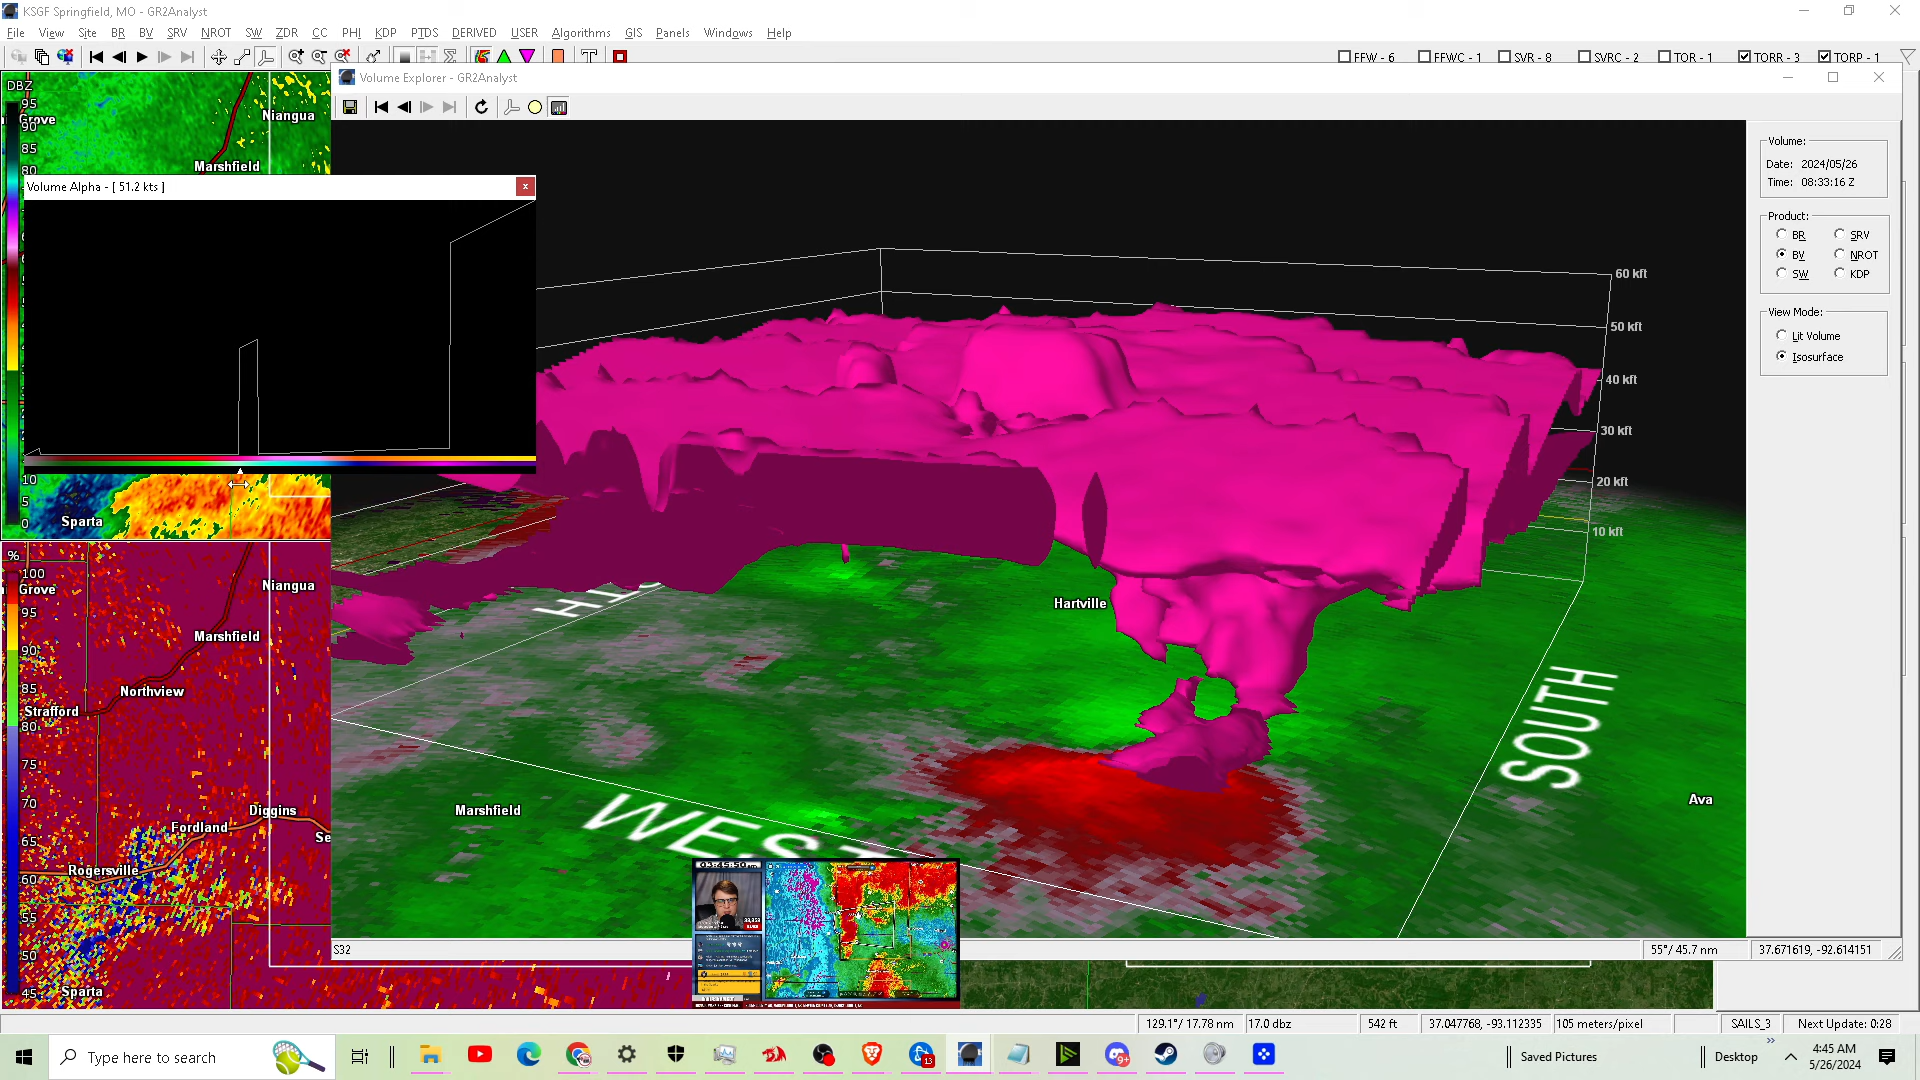 KSGF Springfield, MO - GR2Analyst
File View Site BR BV SRV NROT SW ZDR CC PHI KDP PTDS DERIVED USER Algorithms GIS Panels Windows Help
FFW - 6 FFWC - 1 SVR - 8 SVRC - 2 TOR - 1 TORR - 3 TORP - 1
Volume Explorer - GR2Analyst
DBZ
95
90
85
80
Grove
Niangua
Marshfield
Volume Alpha - [ 51.2 kts ]
10
5
0
Sparta
60 kft
50 kft
40 kft
30 kft
20 kft
10 kft
Hartville
Marshfield
Ava
WEST
SOUTH
Volume:
Date: 2024/05/26
Time: 08:33:16 Z
Product:
BR SRV
BV NROT
SW KDP
View Mode:
Lit Volume
Isosurface
%
100
95
90
85
80
75
70
65
60
55
50
45
Grove
Niangua
Marshfield
Northview
Strafford
Diggins
Fordland
Se
Rogersville
Sparta
S32
55°/ 45.7 nm
37.671619, -92.614151
129.1°/ 17.78 nm
17.0 dbz
542 ft
37.047768, -93.112335
105 meters/pixel
SAILS_3
Next Update: 0:28
Type here to search
13
9+
Saved Pictures
Desktop
4:45 AM
5/26/2024